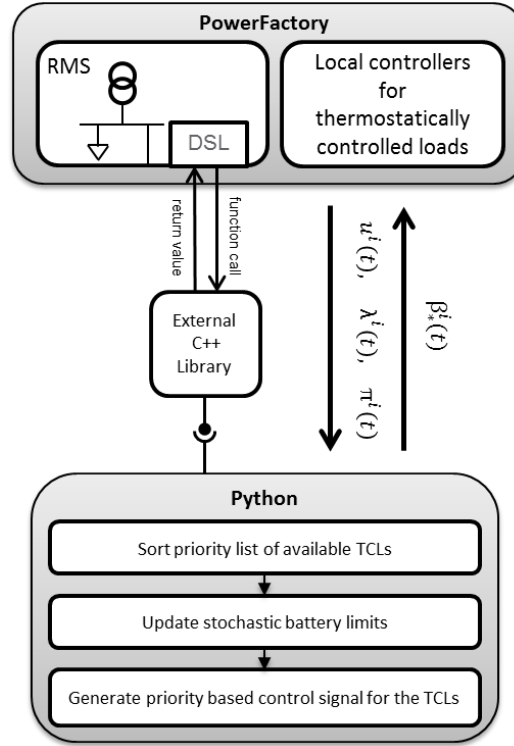 PowerFactory
RMS
DSL
Local controllers
for
thermostatically
controlled loads
return value
function call
External
C++
Library
uⁱ(t), λⁱ(t), πⁱ(t)
β*ⁱ(t)
Python
Sort priority list of available TCLs
Update stochastic battery limits
Generate priority based control signal for the TCLs